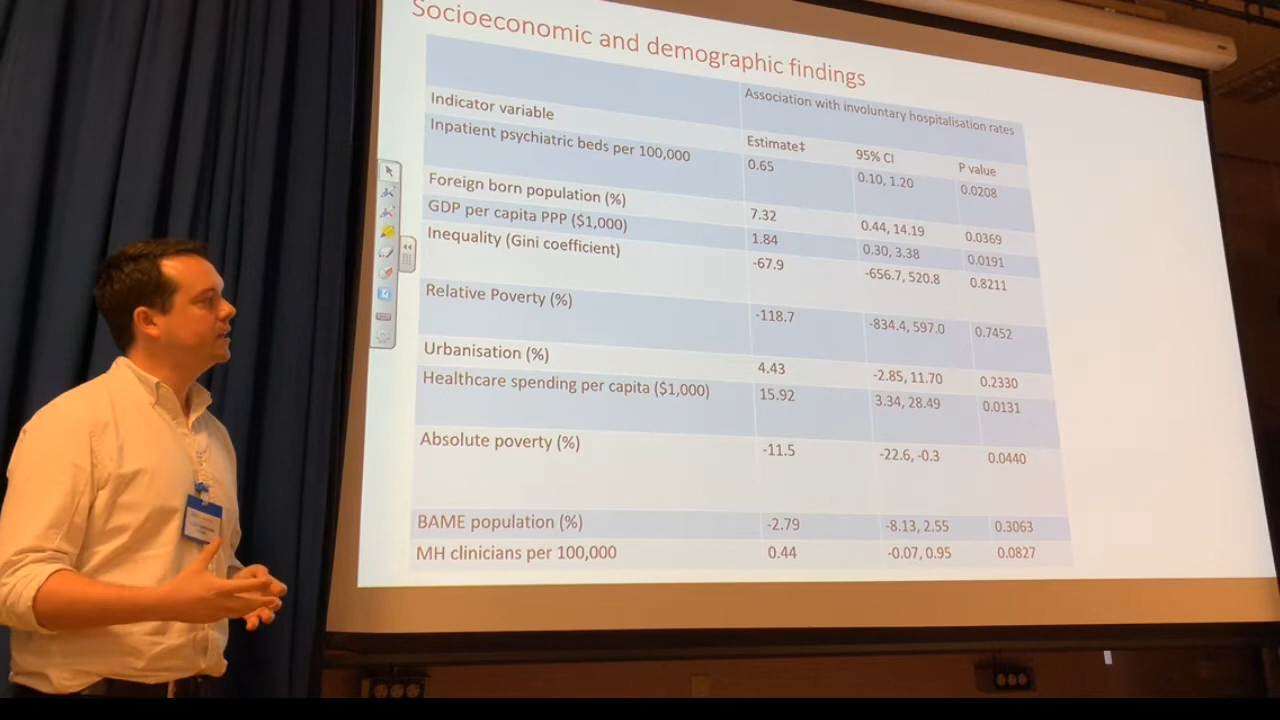 Socioeconomic and demographic findings
Association with involuntary hospitalisation rates
Indicator variable Estimate‡ 95% CI P value
Inpatient psychiatric beds per 100,000 0.65 0.10, 1.20 0.0208
Foreign born population (%) 7.32 0.44, 14.19 0.0369
GDP per capita PPP ($1,000) 1.84 0.30, 3.38 0.0191
Inequality (Gini coefficient) -67.9 -656.7, 520.8 0.8211
Relative Poverty (%) -118.7 -834.4, 597.0 0.7452
Urbanisation (%) 4.43 -2.85, 11.70 0.2330
Healthcare spending per capita ($1,000) 15.92 3.34, 28.49 0.0131
Absolute poverty (%) -11.5 -22.6, -0.3 0.0440
BAME population (%) -2.79 -8.13, 2.55 0.3063
MH clinicians per 100,000 0.44 -0.07, 0.95 0.0827